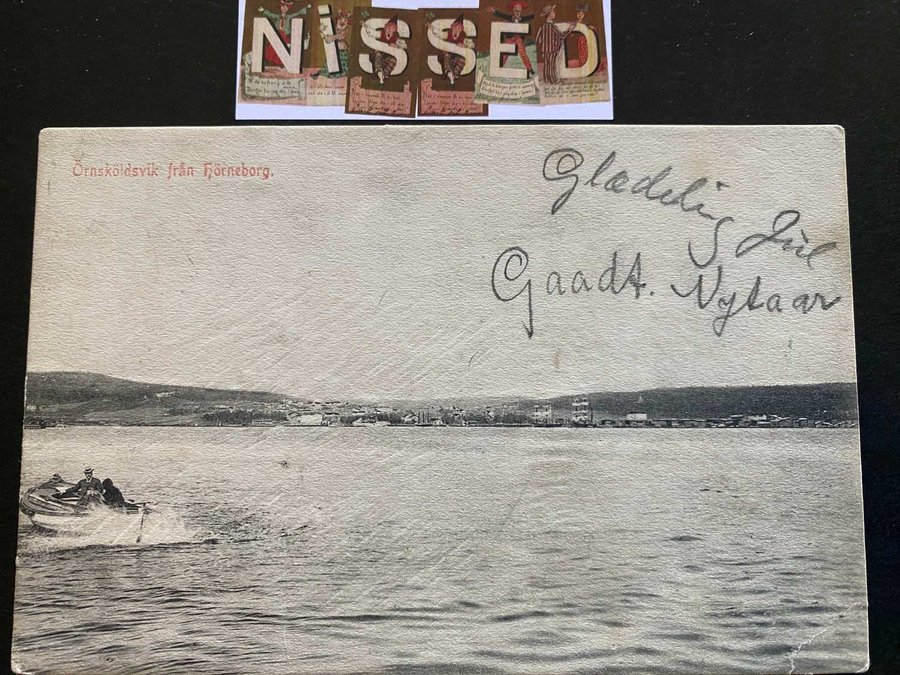 NiSSED
Örnsköldsvik från Hörneborg.
Glædelig Jul
Gaadt. Nytaar